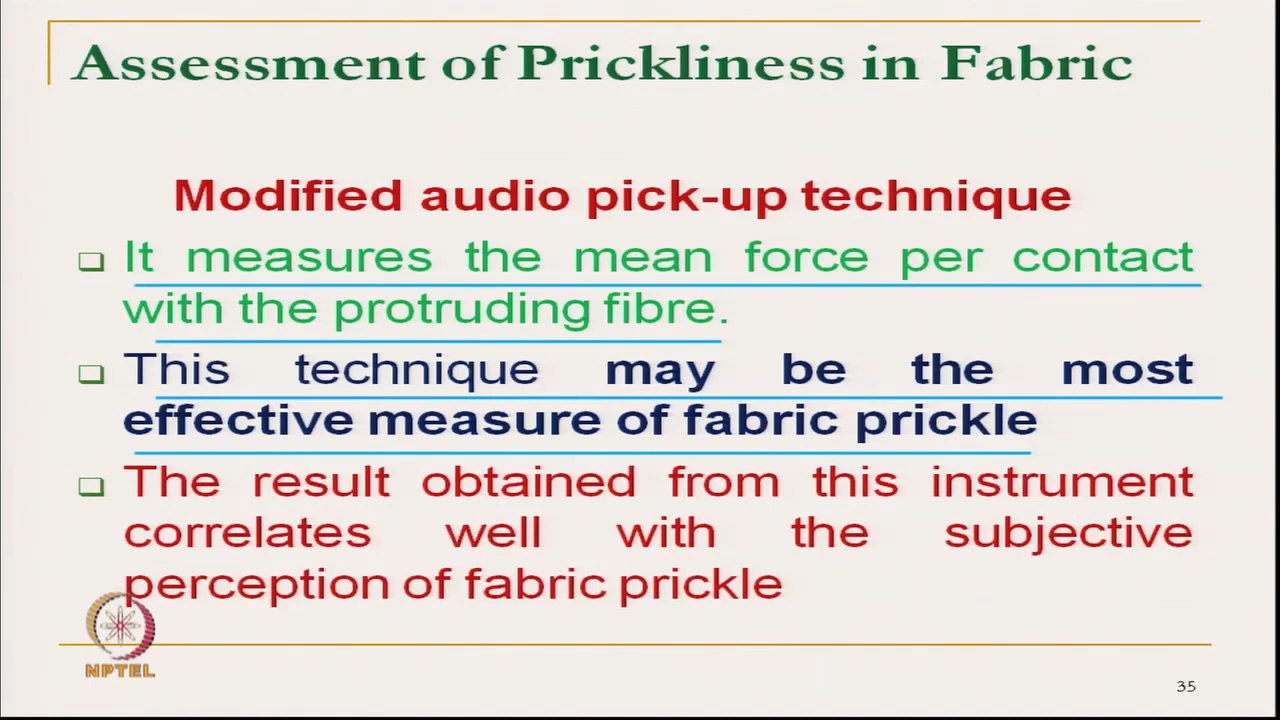 Assessment of Prickliness in Fabric
Modified audio pick-up technique
It measures the mean force per contact
with the protruding fibre.
This technique may be the most
effective measure of fabric prickle
The result obtained from this instrument
correlates well with the subjective
perception of fabric prickle
NPTEL
35